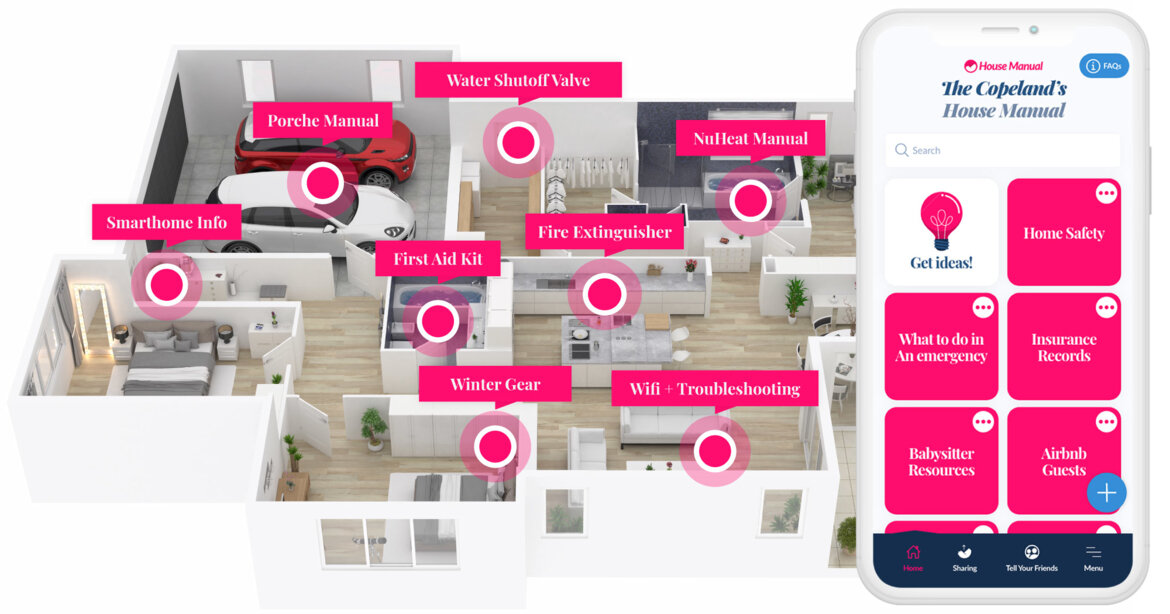 Water Shutoff Valve
Porche Manual
NuHeat Manual
Smarthome Info
Fire Extinguisher
First Aid Kit
Winter Gear
Wifi + Troubleshooting
House Manual
FAQs
The Copeland's
House Manual
Search
Get ideas!
Home Safety
What to do in
An emergency
Insurance
Records
Babysitter
Resources
Airbnb
Guests
Home
Sharing
Tell Your Friends
Menu